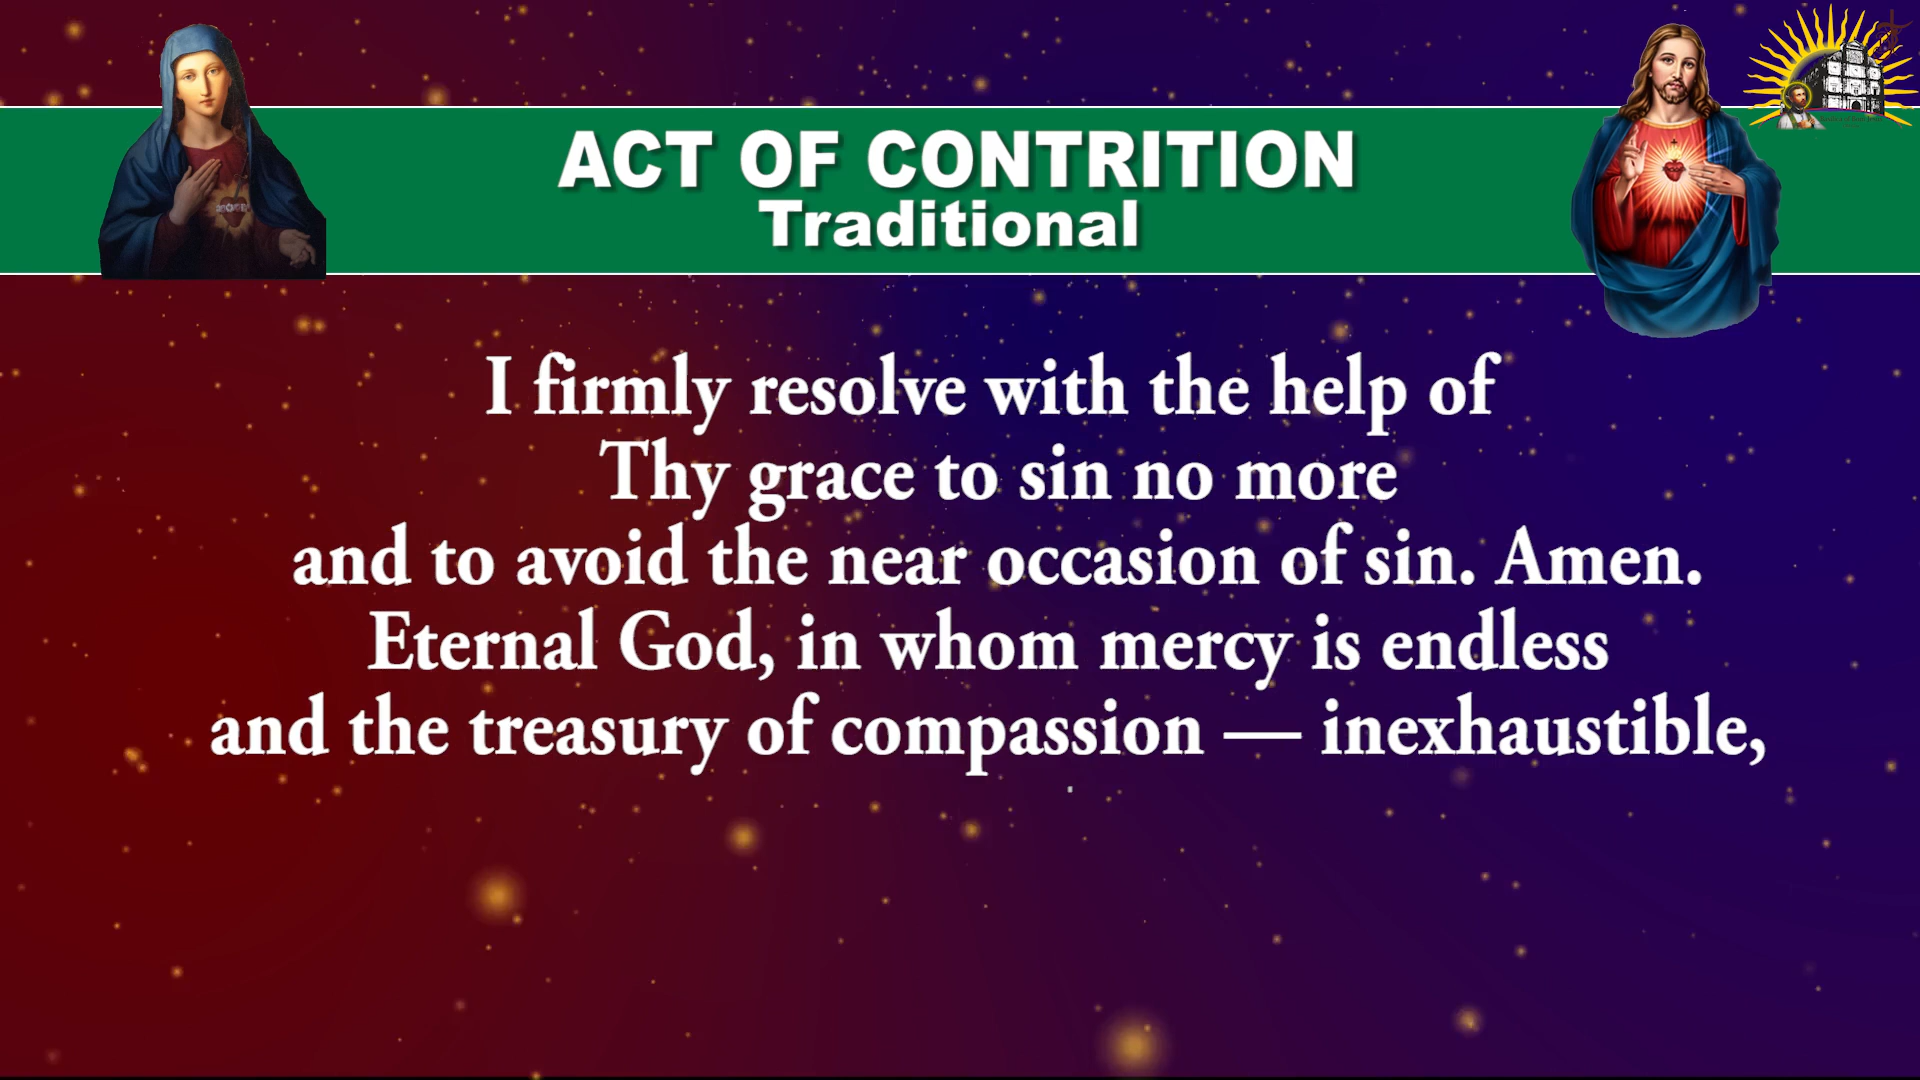 ACT OF CONTRITION
Traditional
I firmly resolve with the help of
Thy grace to sin no more
and to avoid the near occasion of sin. Amen.
Eternal God, in whom mercy is endless
and the treasury of compassion — inexhaustible,